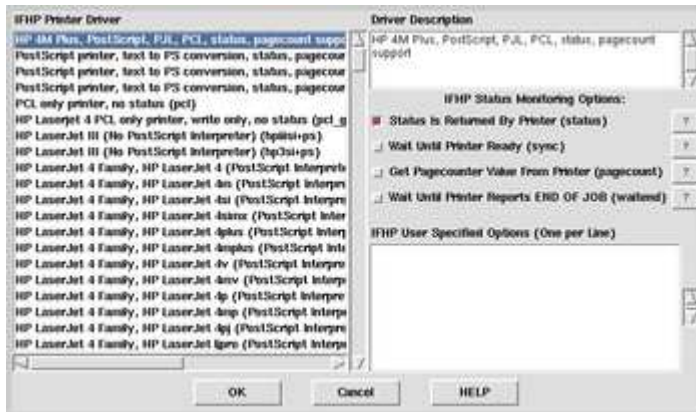 IFHP Printer Driver
HP 4M Plus, PostScript, PJL, PCL, status, pagecount supp
PostScript printer, text to PS conversion, status, pagecour
PostScript printer, text to PS conversion, status, pagecour
PostScript printer, text to PS conversion, status, pagecour
PCL only printer, no status (pcl)
HP Laserjet 4 PCL only printer, write only, no status (pcl_g
HP LaserJet III (No PostScript Interpreter) (hpiiisi+ps)
HP LaserJet III (No PostScript Interpreter) (hp3si+ps)
HP LaserJet 4 Family, HP LaserJet 4 (PostScript Interprete
HP LaserJet 4 Family, HP LaserJet 4m (PostScript Interpre
HP LaserJet 4 Family, HP LaserJet 4si (PostScript Interpre
HP LaserJet 4 Family, HP LaserJet 4simx (PostScript Inter
HP LaserJet 4 Family, HP LaserJet 4plus (PostScript Interp
HP LaserJet 4 Family, HP LaserJet 4mplus (PostScript Inte
HP LaserJet 4 Family, HP LaserJet 4v (PostScript Interpre
HP LaserJet 4 Family, HP LaserJet 4mv (PostScript Interpr
HP LaserJet 4 Family, HP LaserJet 4p (PostScript Interpre
HP LaserJet 4 Family, HP LaserJet 4mp (PostScript Interp
HP LaserJet 4 Family, HP LaserJet 4pj (PostScript Interpre
HP LaserJet 4 Family, HP LaserJet (PostScript Interp
Driver Description
HP 4M Plus, PostScript, PJL, PCL, status, pagecount
support
IFHP Status Monitoring Options:
Status Is Returned By Printer (status)
?
Wait Until Printer Ready (sync)
?
Get Pagecounter Value From Printer (pagecount)
?
Wait Until Printer Reports END OF JOB (waitend)
?
IFHP User Specified Options (One per Line)
OK
Cancel
HELP